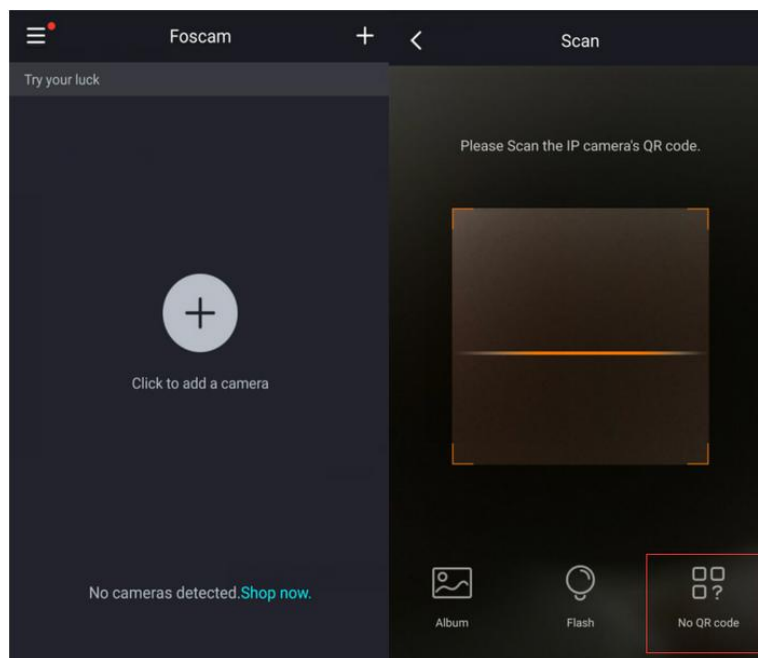 Foscam
Try your luck
Click to add a camera
No cameras detected.Shop now.
Scan
Please Scan the IP camera's QR code.
Album
Flash
No QR code